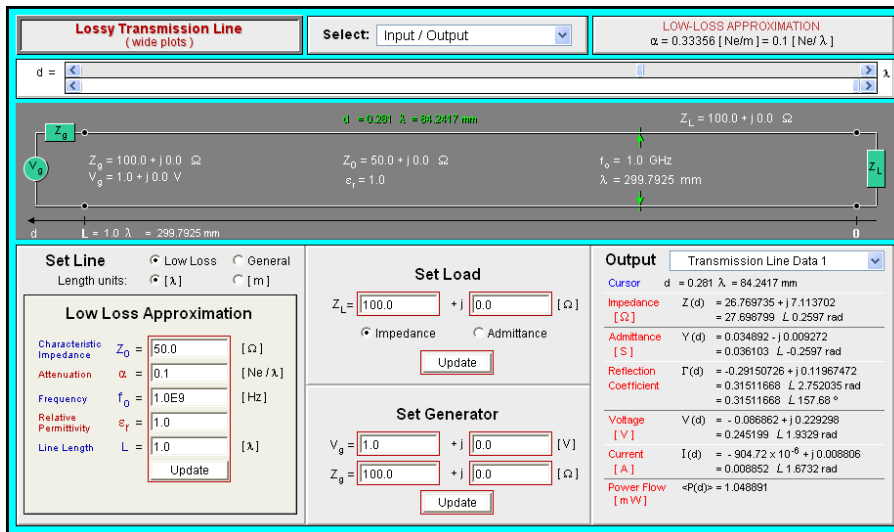 Lossy Transmission Line
( wide plots )
Select: Input / Output
LOW-LOSS APPROXIMATION
α = 0.33356 [ Ne/m ] = 0.1 [ Ne/ λ ]
d =
λ
d = 0.281 λ = 84.2417 mm
Z_L = 100.0 + j 0.0 Ω
Z_g
V_g
Z_g = 100.0 + j 0.0 Ω
V_g = 1.0 + j 0.0 V
Z_0 = 50.0 + j 0.0 Ω
ε_r = 1.0
f_o = 1.0 GHz
λ = 299.7925 mm
Z_L
d
L = 1.0 λ = 299.7925 mm
0
Set Line
Low Loss
General
Length units:
[ λ ]
[ m ]
Low Loss Approximation
Characteristic Impedance Z_0 = 50.0 [ Ω ]
Attenuation α = 0.1 [ Ne / λ ]
Frequency f_0 = 1.0E9 [Hz]
Relative Permittivity ε_r = 1.0
Line Length L = 1.0 [ λ ]
Update
Set Load
Z_L= 100.0 + j 0.0 [ Ω ]
Impedance
Admittance
Update
Set Generator
V_g = 1.0 + j 0.0 [ V ]
Z_g = 100.0 + j 0.0 [ Ω ]
Update
Output Transmission Line Data 1
Cursor d = 0.281 λ = 84.2417 mm
Impedance Z(d) = 26.769735 + j 7.113702
[ Ω ] = 27.698799 ∠ 0.2597 rad
Admittance Y(d) = 0.034892 - j 0.009272
[ S ] = 0.036103 ∠ -0.2597 rad
Reflection Γ(d) = -0.29150726 + j 0.11967472
Coefficient = 0.31511668 ∠ 2.752035 rad
= 0.31511668 ∠ 157.68 º
Voltage V(d) = - 0.086862 + j 0.229298
[ V ] = 0.245199 ∠ 1.9329 rad
Current I(d) = - 904.72 x 10^-6 + j 0.008806
[ A ] = 0.008852 ∠ 1.6732 rad
Power Flow <P(d)> = 1.048891
[ mW ]